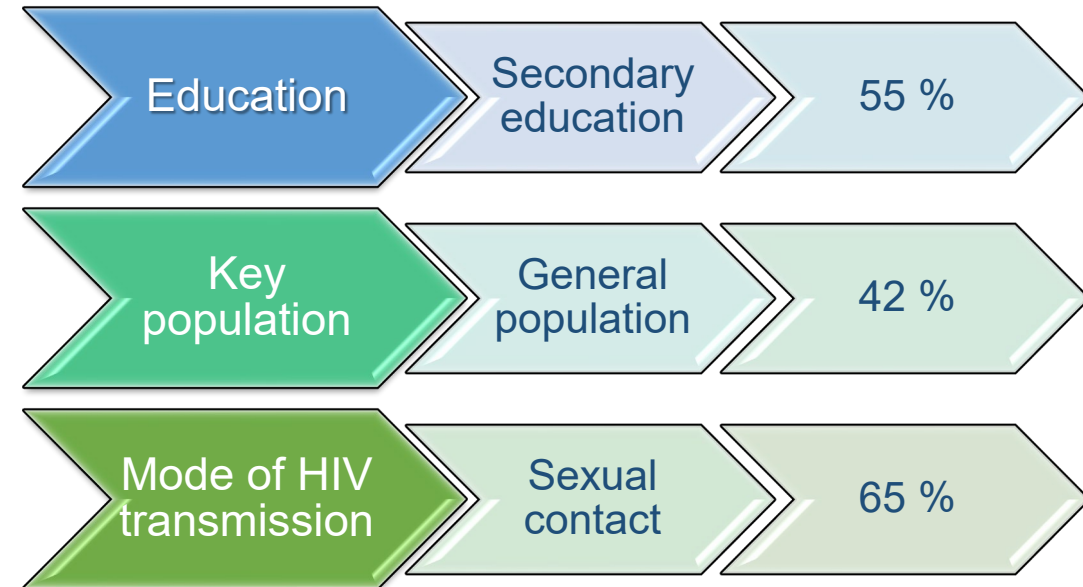 Education
Secondary
education
55 %
Key
population
General
population
42 %
Mode of HIV
transmission
Sexual
contact
65 %